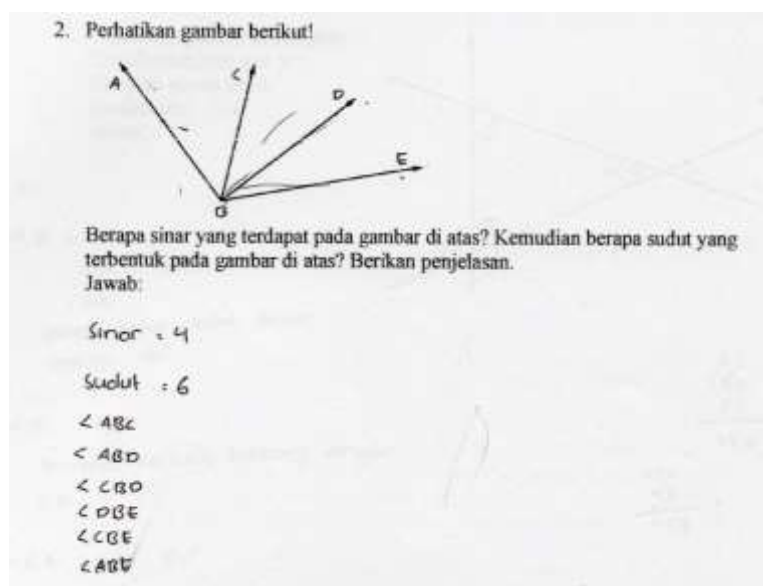 2. Perhatikan gambar berikut!
A
C
D
E
B
Berapa sinar yang terdapat pada gambar di atas? Kemudian berapa sudut yang
terbentuk pada gambar di atas? Berikan penjelasan.
Jawab:
Sinar : 4
Sudut : 6
∠ ABC
∠ ABD
∠ CBD
∠ DBE
∠ CBE
∠ ABE